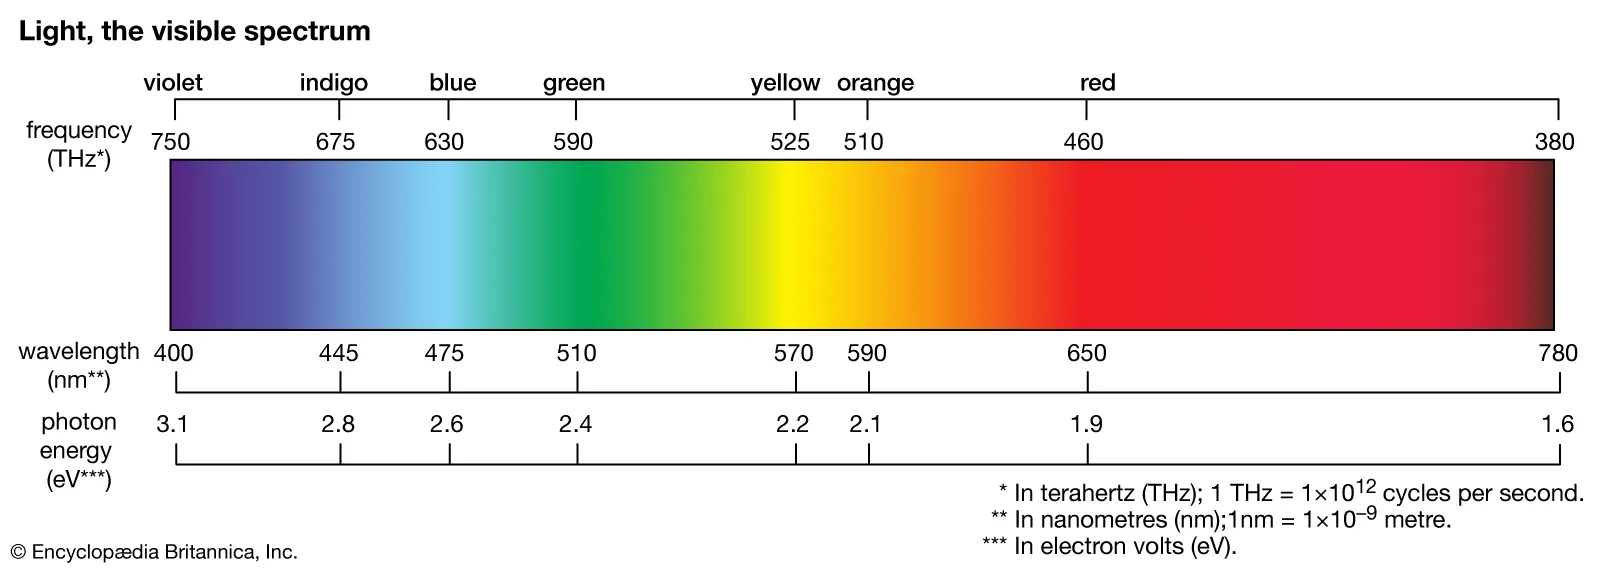 Light, the visible spectrum
violet indigo blue green yellow orange red
frequency
(THz*)
750 675 630 590 525 510 460 380
wavelength
(nm**)
400 445 475 510 570 590 650 780
photon
energy
(eV***)
3.1 2.8 2.6 2.4 2.2 2.1 1.9 1.6
* In terahertz (THz); 1 THz = 1×10¹² cycles per second.
** In nanometres (nm);1nm = 1×10⁻⁹ metre.
*** In electron volts (eV).
© Encyclopædia Britannica, Inc.